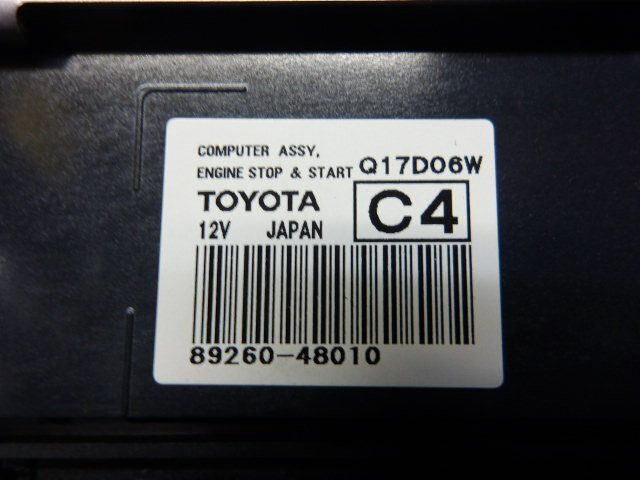 COMPUTER ASSY,
ENGINE STOP & START Q17D06W
TOYOTA C4
12V JAPAN
89260-48010